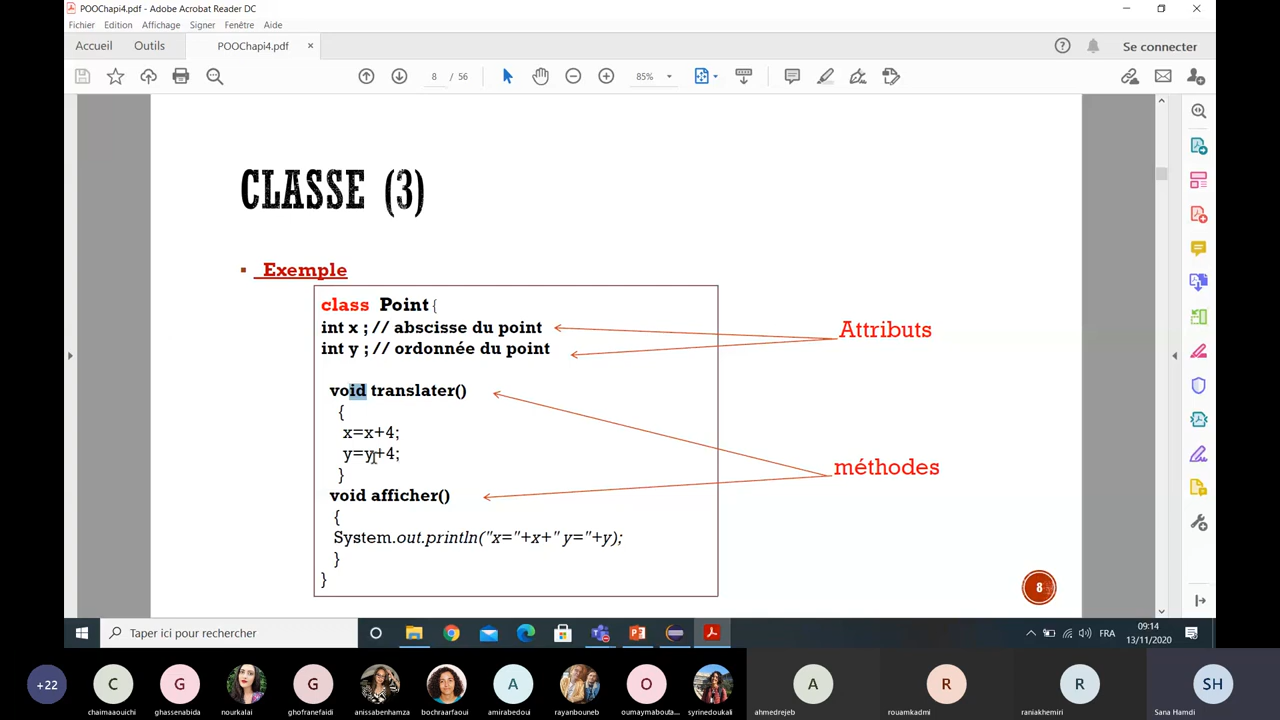 POOChapi4.pdf - Adobe Acrobat Reader DC
Fichier Edition Affichage Signer Fenêtre Aide
Accueil Outils POOChapi4.pdf × Se connecter
8 / 56 85%
CLASSE (3)
▪ Exemple
class Point {
int x ; // abscisse du point
int y ; // ordonnée du point
Attributs
void translater()
{
x=x+4;
y=y+4;
}
méthodes
void afficher()
{
System.out.println("x="+x+" y="+y);
}
}
8
Taper ici pour rechercher
FRA
09:14
13/11/2020
+22 C G G A O A R R SH
chaimaaouichi ghassenabida nourkalai ghofranefaidi anissabenhamza bochraarfaoui amirabedoui rayanbouneb oumaymabouta... syrinedoukali ahmedrejeb rouamkadmi raniakhemiri Sana Hamdi